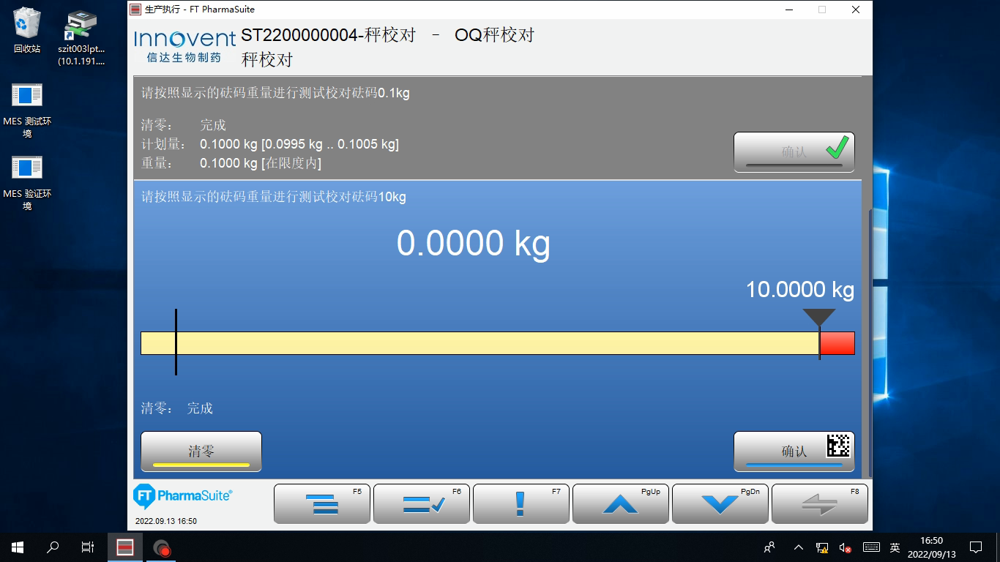 回收站
szit003lpt...
(10.1.191....
MES 测试环
境
MES 验证环
境
生产执行 - FT PharmaSuite
Innovent
信达生物制药
ST2200000004-秤校对 - OQ秤校对
秤校对
请按照显示的砝码重量进行测试校对砝码0.1kg
清零： 完成
计划量： 0.1000 kg [0.0995 kg .. 0.1005 kg]
重量： 0.1000 kg [在限度内]
确认
请按照显示的砝码重量进行测试校对砝码10kg
0.0000 kg
10.0000 kg
清零： 完成
清零
确认
FT PharmaSuite®
2022.09.13 16:50
F5
F6
F7
PgUp
PgDn
F8
英
16:50
2022/09/13